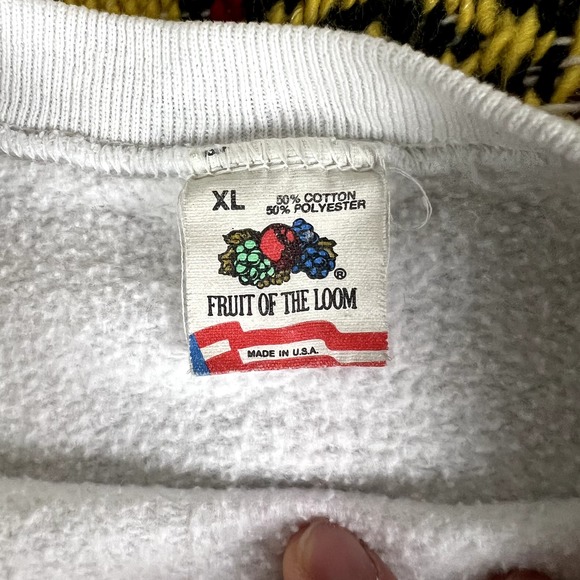 XL
50% COTTON
50% POLYESTER
®
FRUIT OF THE LOOM
MADE IN U.S.A.